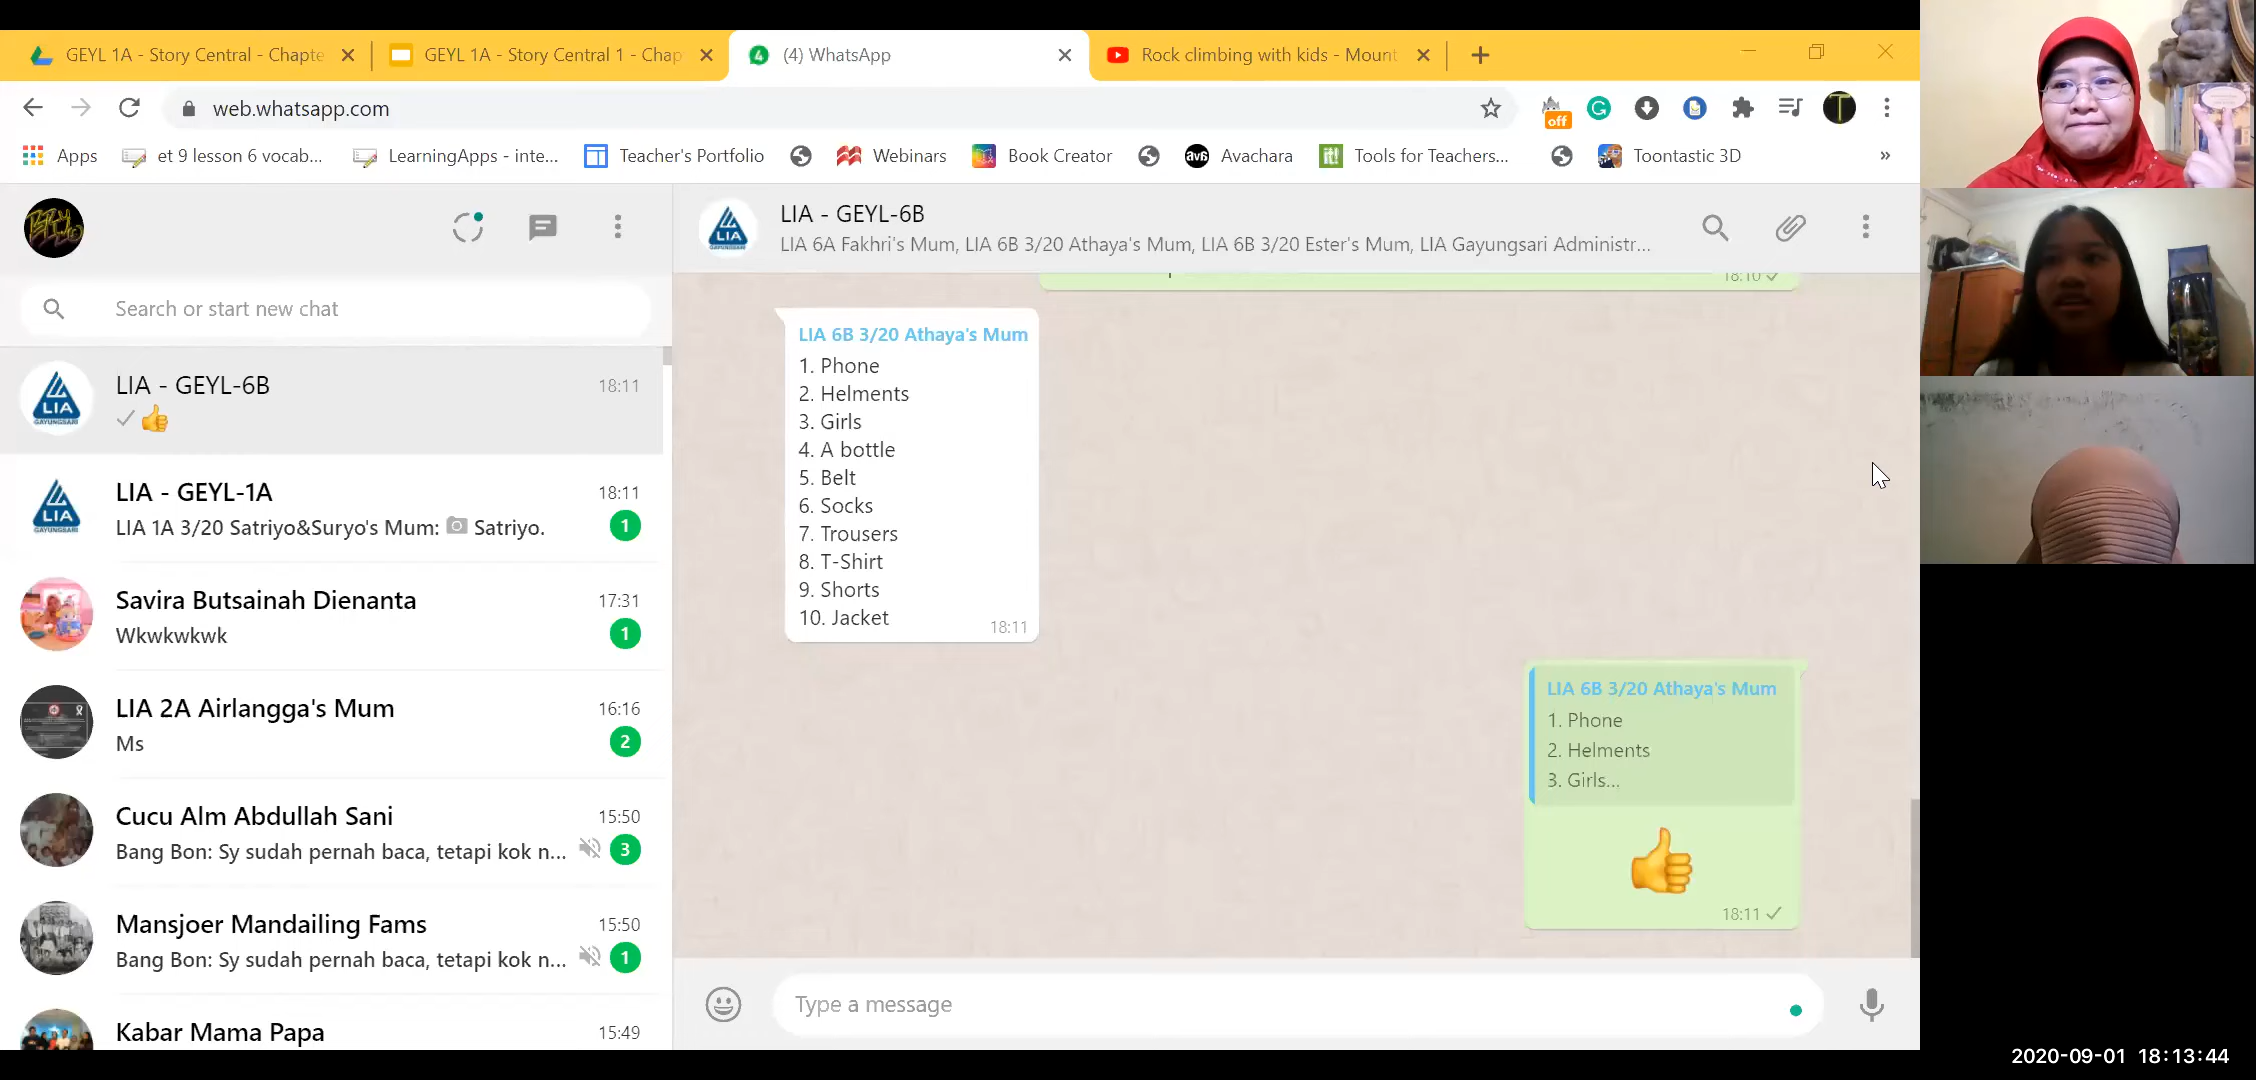 GEYL 1A - Story Central - Chapte
GEYL 1A - Story Central 1 - Chap
(4) WhatsApp
Rock climbing with kids - Mount
web.whatsapp.com
off
T
Apps
et 9 lesson 6 vocab...
LearningApps - inte...
Teacher's Portfolio
Webinars
Book Creator
Avachara
Tools for Teachers...
Toontastic 3D
»
LIA - GEYL-6B
LIA 6A Fakhri's Mum, LIA 6B 3/20 Athaya's Mum, LIA 6B 3/20 Ester's Mum, LIA Gayungsari Administr...
Search or start new chat
LIA - GEYL-6B 18:11
👍
LIA - GEYL-1A 18:11
LIA 1A 3/20 Satriyo&Suryo's Mum: Satriyo. 1
Savira Butsainah Dienanta 17:31
Wkwkwkwk 1
LIA 2A Airlangga's Mum 16:16
Ms 2
Cucu Alm Abdullah Sani 15:50
Bang Bon: Sy sudah pernah baca, tetapi kok n... 3
Mansjoer Mandailing Fams 15:50
Bang Bon: Sy sudah pernah baca, tetapi kok n... 1
Kabar Mama Papa 15:49
18:10
LIA 6B 3/20 Athaya's Mum
1. Phone
2. Helments
3. Girls
4. A bottle
5. Belt
6. Socks
7. Trousers
8. T-Shirt
9. Shorts
10. Jacket
18:11
LIA 6B 3/20 Athaya's Mum
1. Phone
2. Helments
3. Girls...
👍
18:11
Type a message
2020-09-01 18:13:44